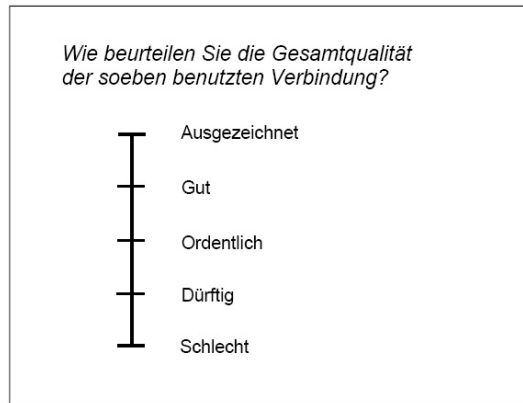 Wie beurteilen Sie die Gesamtqualität
der soeben benutzten Verbindung?
Ausgezeichnet
Gut
Ordentlich
Dürftig
Schlecht